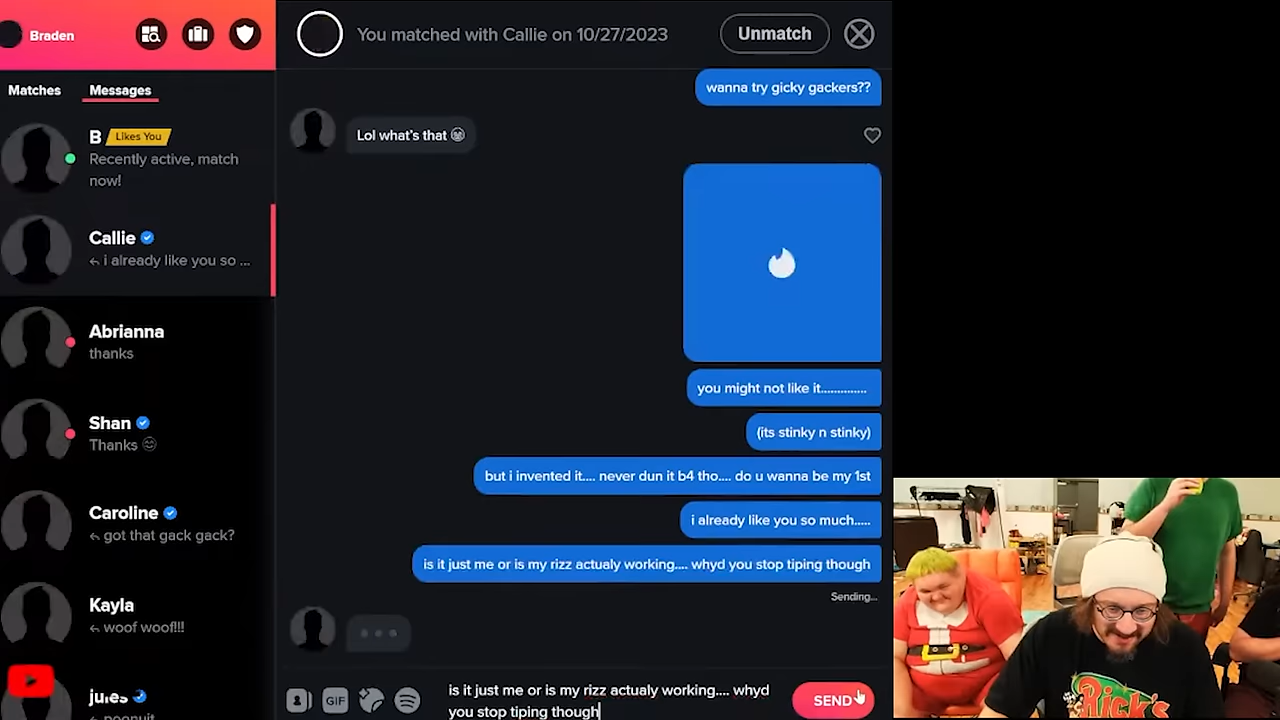 Braden
You matched with Callie on 10/27/2023
Unmatch
Matches
Messages
B
Likes You
Recently active, match
now!
Callie
i already like you so ...
Abrianna
thanks
Shan
Thanks 😊
Caroline
got that gack gack?
Kayla
woof woof!!!
jules
wanna try gicky gackers??
Lol what's that 😭
you might not like it..............
(its stinky n stinky)
but i invented it.... never dun it b4 tho.... do u wanna be my 1st
i already like you so much.....
is it just me or is my rizz actualy working.... whyd you stop tiping though
Sending...
GIF
is it just me or is my rizz actualy working.... whyd
you stop tiping though
SEND
Rick's